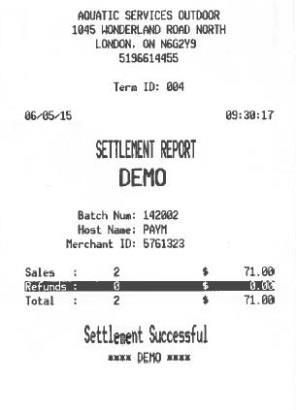 AQUATIC SERVICES OUTDOOR
1045 WONDERLAND ROAD NORTH
LONDON, ON N6G2Y9
5196614455
Term ID: 004
06/05/15 09:30:17
SETTLEMENT REPORT
DEMO
Batch Num: 142002
Host Name: PAYM
Merchant ID: 5761323
Sales : 2 $ 71.00
Refunds : 0 $ 0.00
Total : 2 $ 71.00
Settlement Successful
**** DEMO ****